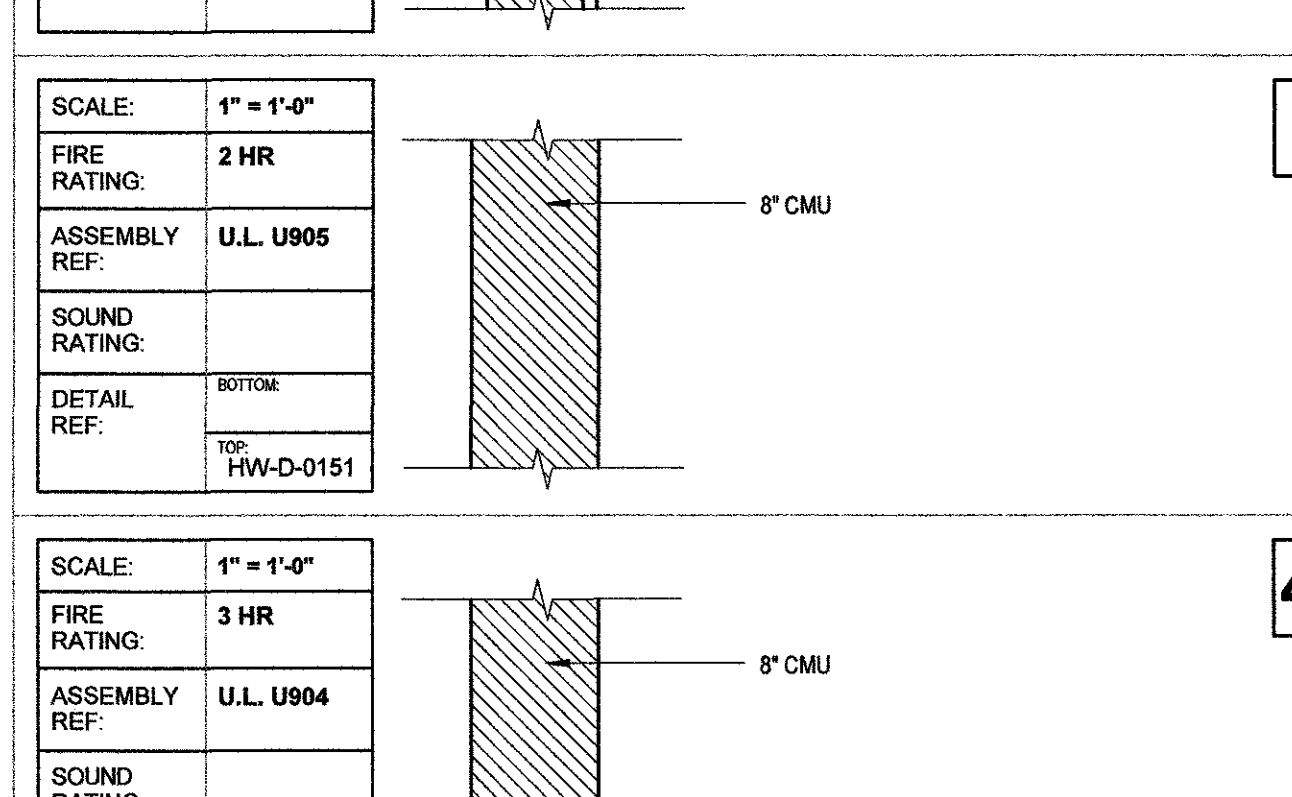 SCALE: 1" = 1'-0"
FIRE RATING: 2 HR
ASSEMBLY REF: U.L. U905
SOUND RATING:
DETAIL REF:
BOTTOM:
TOP:
HW-D-0151
8" CMU
SCALE: 1" = 1'-0"
FIRE RATING: 3 HR
ASSEMBLY REF: U.L. U904
SOUND
RATING
8" CMU